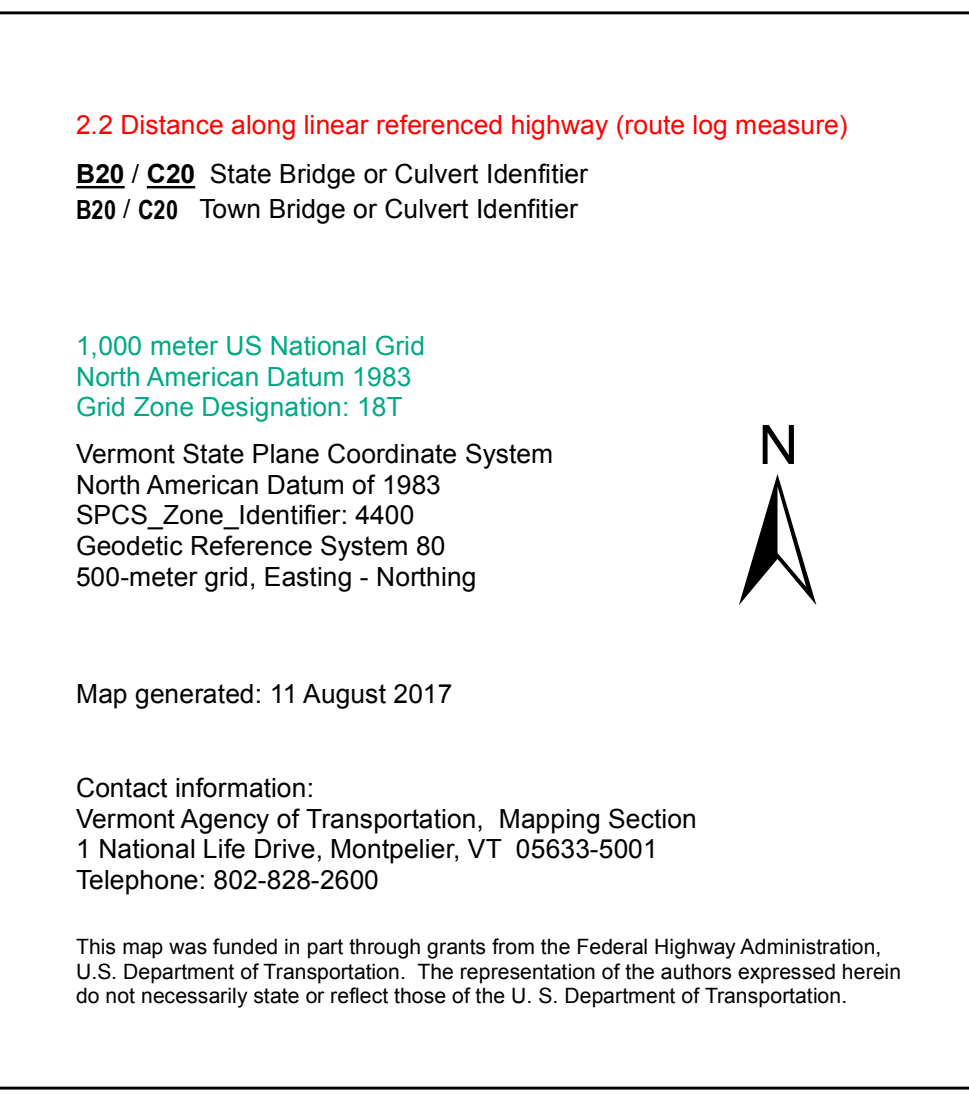 2.2 Distance along linear referenced highway (route log measure)
B20 / C20 State Bridge or Culvert Idenfitier
B20 / C20 Town Bridge or Culvert Idenfitier
1,000 meter US National Grid
North American Datum 1983
Grid Zone Designation: 18T
N
Vermont State Plane Coordinate System
North American Datum of 1983
SPCS_Zone_Identifier: 4400
Geodetic Reference System 80
500-meter grid, Easting - Northing
Map generated: 11 August 2017
Contact information:
Vermont Agency of Transportation, Mapping Section
1 National Life Drive, Montpelier, VT 05633-5001
Telephone: 802-828-2600
This map was funded in part through grants from the Federal Highway Administration,
U.S. Department of Transportation. The representation of the authors expressed herein
do not necessarily state or reflect those of the U. S. Department of Transportation.